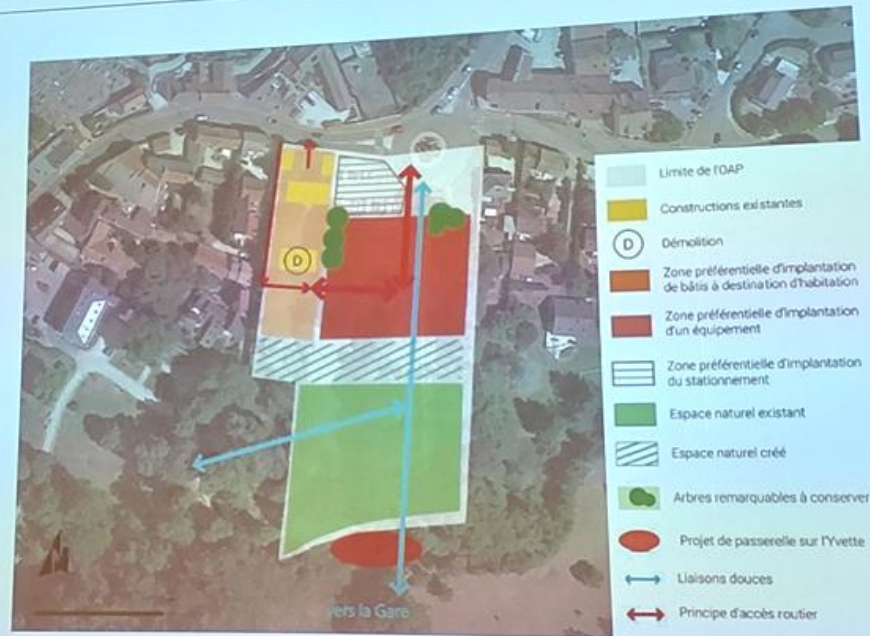 Limite de l'OAP
Constructions existantes
D
Démolition
Zone préférentielle d'implantation
de bâtis à destination d'habitation
Zone préférentielle d'implantation
d'un équipement
Zone préférentielle d'implantation
du stationnement
Espace naturel existant
Espace naturel créé
Arbres remarquables à conserver
Projet de passerelle sur l'Yvette
Liaisons douces
Principe d'accès routier
D
vers la Gare